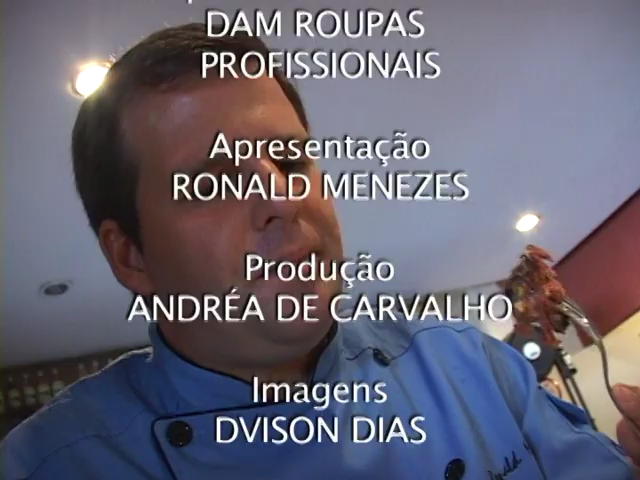 DAM ROUPAS
PROFISSIONAIS
Apresentação
RONALD MENEZES
Produção
ANDRÉA DE CARVALHO
Imagens
DVISON DIAS